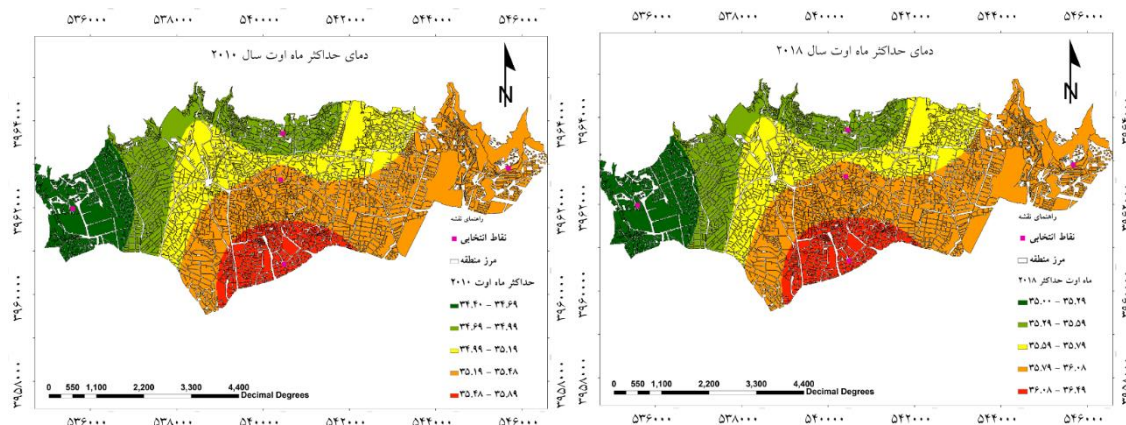 ۵۳۶۰۰۰ ۵۳۸۰۰۰ ۵۴۰۰۰۰ ۵۴۲۰۰۰ ۵۴۴۰۰۰ ۵۴۶۰۰۰
دمای حداکثر ماه اوت سال ۲۰۱۰
N
۳۹۶۴۰۰۰
۳۹۶۲۰۰۰
۳۹۶۰۰۰۰
۳۹۵۸۰۰۰
راهنمای نقشه
نقاط انتخابی
مرز منطقه
حداکثر ماه اوت ۲۰۱۰
۳۴.۴۰ – ۳۴.۶۹
۳۴.۶۹ – ۳۴.۹۹
۳۴.۹۹ – ۳۵.۱۹
۳۵.۱۹ – ۳۵.۴۸
۳۵.۴۸ – ۳۵.۸۹
0 550 1,100 2,200 3,300 4,400
Decimal Degrees
۵۳۶۰۰۰ ۵۳۸۰۰۰ ۵۴۰۰۰۰ ۵۴۲۰۰۰ ۵۴۴۰۰۰ ۵۴۶۰۰۰
۵۳۶۰۰۰ ۵۳۸۰۰۰ ۵۴۰۰۰۰ ۵۴۲۰۰۰ ۵۴۴۰۰۰ ۵۴۶۰۰۰
دمای حداکثر ماه اوت سال ۲۰۱۸
N
۳۹۶۴۰۰۰
۳۹۶۲۰۰۰
۳۹۶۰۰۰۰
۳۹۵۸۰۰۰
راهنمای نقشه
نقاط انتخابی
مرز منطقه
ماه اوت حداکثر ۲۰۱۸
۳۵.۰۰ – ۳۵.۲۹
۳۵.۲۹ – ۳۵.۵۹
۳۵.۵۹ – ۳۵.۷۹
۳۵.۷۹ – ۳۶.۰۸
۳۶.۰۸ – ۳۶.۴۹
0 550 1,100 2,200 3,300 4,400
Decimal Degrees
۵۳۶۰۰۰ ۵۳۸۰۰۰ ۵۴۰۰۰۰ ۵۴۲۰۰۰ ۵۴۴۰۰۰ ۵۴۶۰۰۰
۳۹۶۴۰۰۰
۳۹۶۲۰۰۰
۳۹۶۰۰۰۰
۳۹۵۸۰۰۰